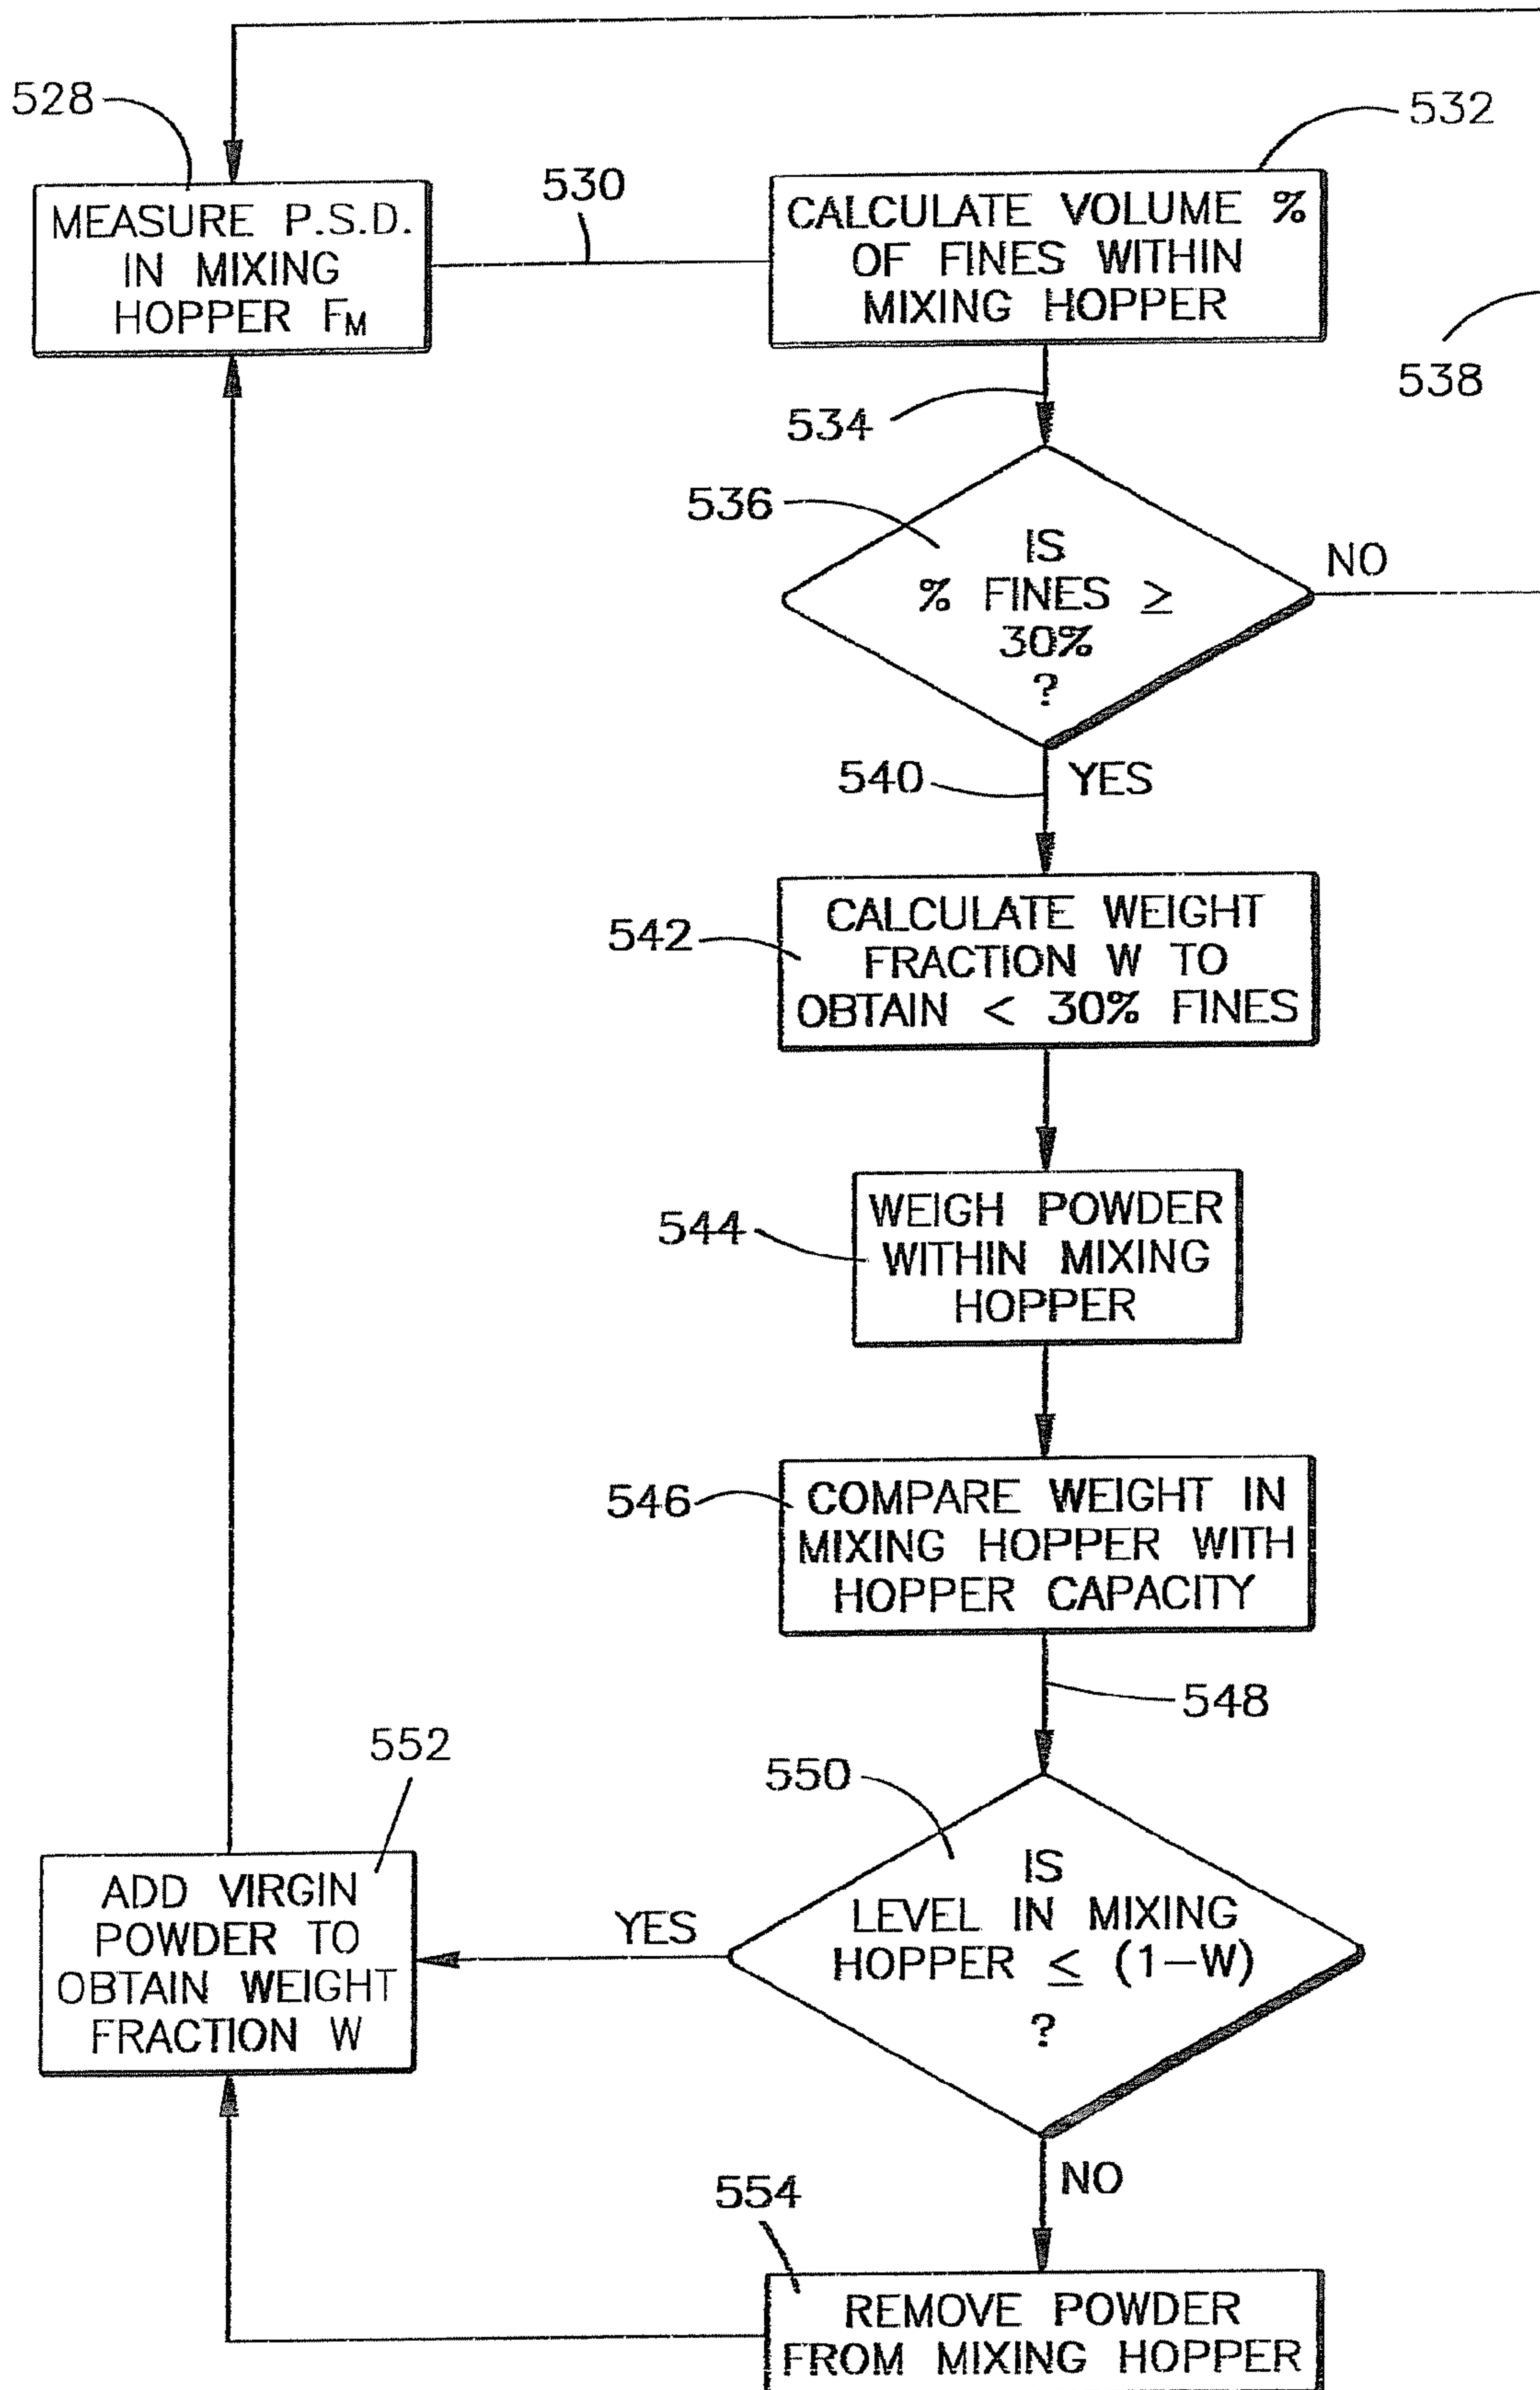 528
MEASURE P.S.D.
IN MIXING
HOPPER FM
530
532
CALCULATE VOLUME %
OF FINES WITHIN
MIXING HOPPER
538
534
536
IS
% FINES ≥
30%
?
NO
540
YES
542
CALCULATE WEIGHT
FRACTION W TO
OBTAIN < 30% FINES
544
WEIGH POWDER
WITHIN MIXING
HOPPER
546
COMPARE WEIGHT IN
MIXING HOPPER WITH
HOPPER CAPACITY
548
550
IS
LEVEL IN MIXING
HOPPER ≤ (1–W)
?
YES
552
ADD VIRGIN
POWDER TO
OBTAIN WEIGHT
FRACTION W
NO
554
REMOVE POWDER
FROM MIXING HOPPER